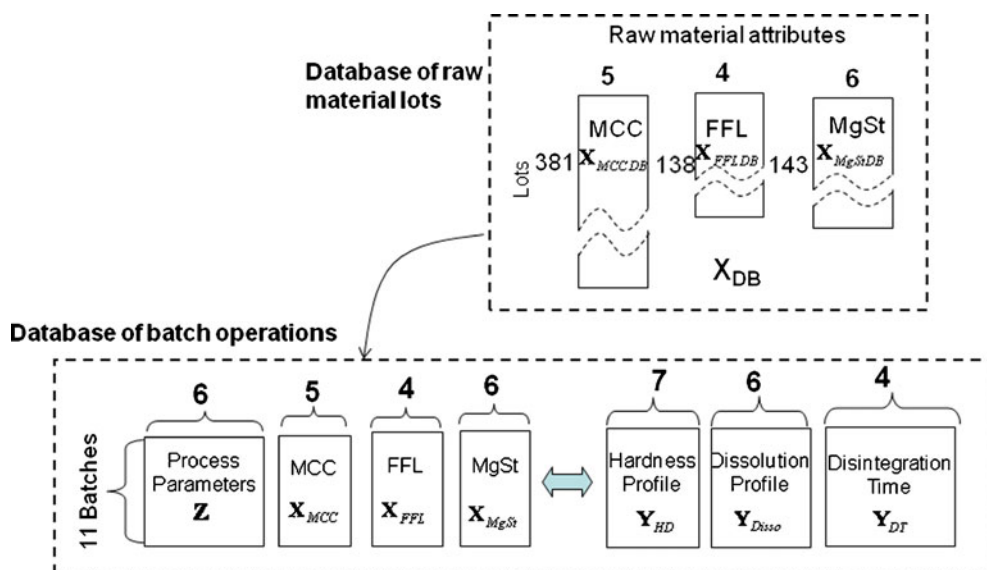 Raw material attributes
Database of raw
material lots
5 4 6
MCC FFL MgSt
Lots 381 X_MCCDB 138 X_FFLDB 143 X_MgStDB
X_DB
Database of batch operations
6 5 4 6 7 6 4
11 Batches
Process
Parameters
Z
MCC
X_MCC
FFL
X_FFL
MgSt
X_MgSt
Hardness
Profile
Y_HD
Dissolution
Profile
Y_Disso
Disintegration
Time
Y_DT